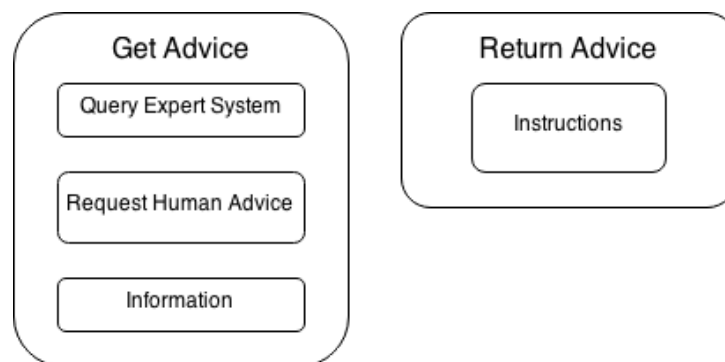 Get Advice
Query Expert System
Request Human Advice
Information
Return Advice
Instructions